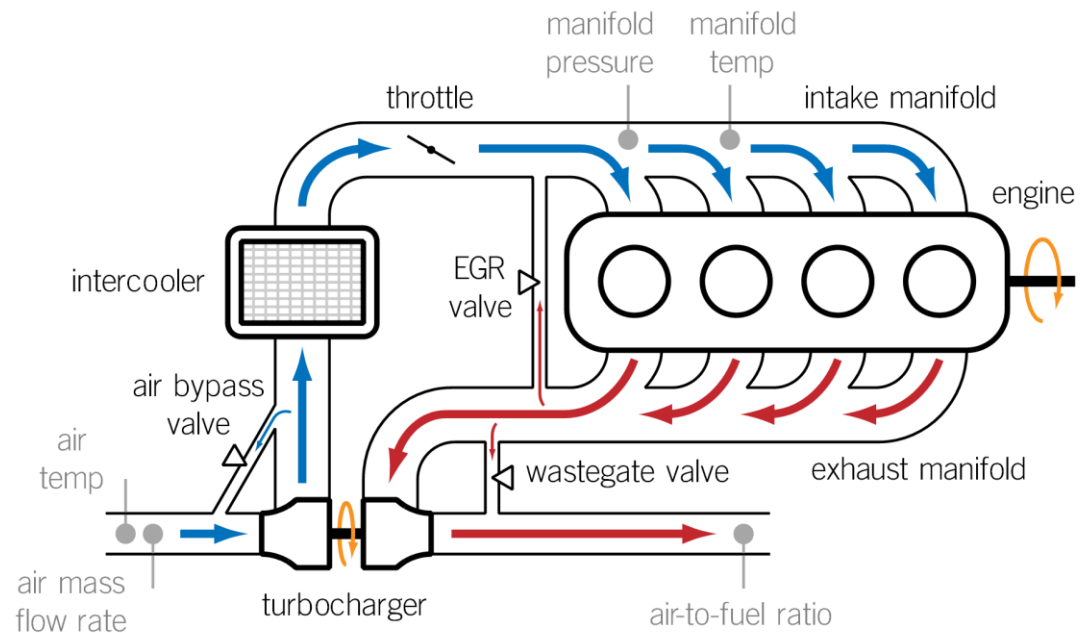 manifold
pressure
manifold
temp
throttle
intake manifold
engine
intercooler
EGR
valve
air bypass
valve
air
temp
wastegate valve
exhaust manifold
air mass
flow rate
turbocharger
air-to-fuel ratio